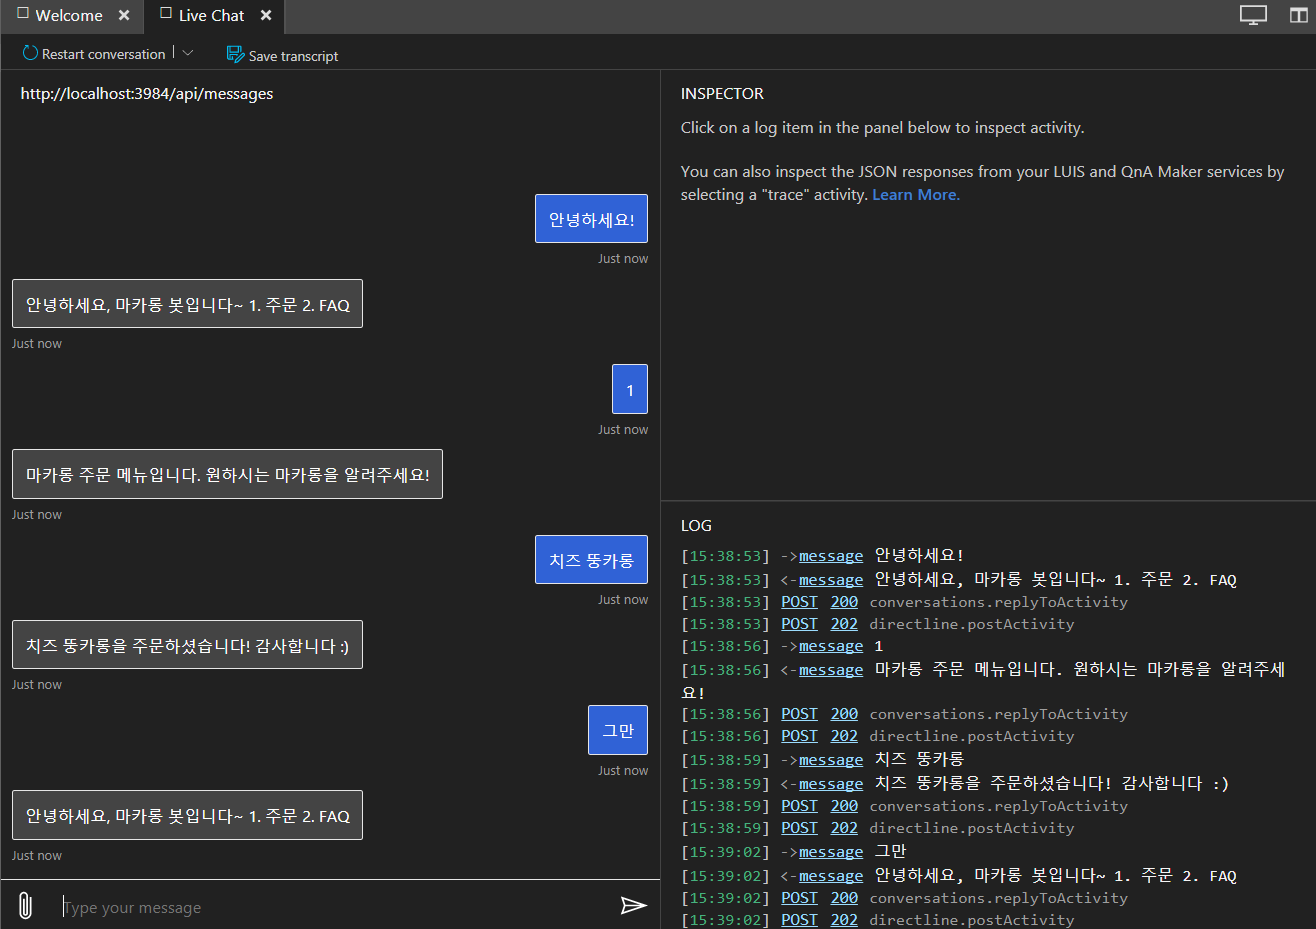 Welcome
Live Chat
Restart conversation
Save transcript
http://localhost:3984/api/messages
안녕하세요!
Just now
안녕하세요, 마카롱 봇입니다~ 1. 주문 2. FAQ
Just now
1
Just now
마카롱 주문 메뉴입니다. 원하시는 마카롱을 알려주세요!
Just now
치즈 뚱카롱
Just now
치즈 뚱카롱을 주문하셨습니다! 감사합니다 :)
Just now
그만
Just now
안녕하세요, 마카롱 봇입니다~ 1. 주문 2. FAQ
Just now
Type your message
INSPECTOR
Click on a log item in the panel below to inspect activity.
You can also inspect the JSON responses from your LUIS and QnA Maker services by
selecting a "trace" activity. Learn More.
LOG
[15:38:53] ->message 안녕하세요!
[15:38:53] <-message 안녕하세요, 마카롱 봇입니다~ 1. 주문 2. FAQ
[15:38:53] POST 200 conversations.replyToActivity
[15:38:53] POST 202 directline.postActivity
[15:38:56] ->message 1
[15:38:56] <-message 마카롱 주문 메뉴입니다. 원하시는 마카롱을 알려주세
요!
[15:38:56] POST 200 conversations.replyToActivity
[15:38:56] POST 202 directline.postActivity
[15:38:59] ->message 치즈 뚱카롱
[15:38:59] <-message 치즈 뚱카롱을 주문하셨습니다! 감사합니다 :)
[15:38:59] POST 200 conversations.replyToActivity
[15:38:59] POST 202 directline.postActivity
[15:39:02] ->message 그만
[15:39:02] <-message 안녕하세요, 마카롱 봇입니다~ 1. 주문 2. FAQ
[15:39:02] POST 200 conversations.replyToActivity
[15:39:02] POST 202 directline.postActivity